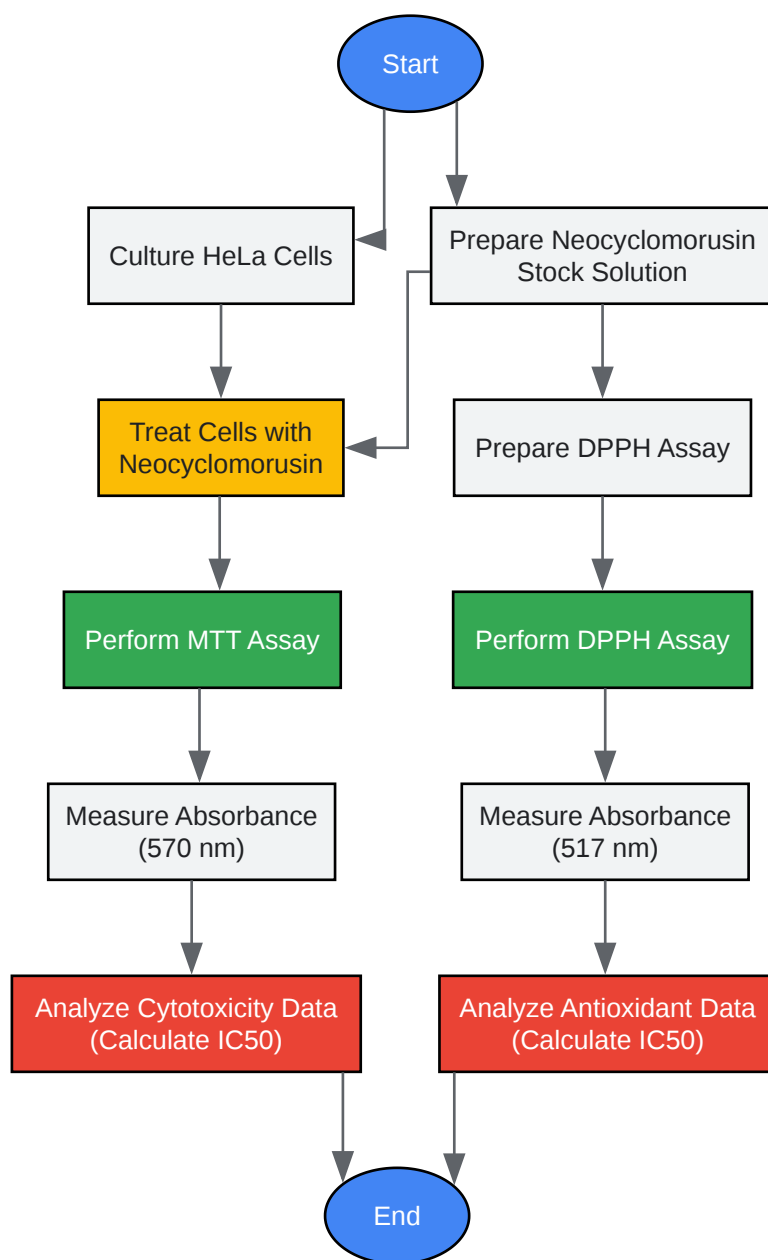 Start
Culture HeLa Cells
Prepare Neocyclomorusin
Stock Solution
Treat Cells with
Neocyclomorusin
Prepare DPPH Assay
Perform MTT Assay
Perform DPPH Assay
Measure Absorbance
(570 nm)
Measure Absorbance
(517 nm)
Analyze Cytotoxicity Data
(Calculate IC50)
Analyze Antioxidant Data
(Calculate IC50)
End